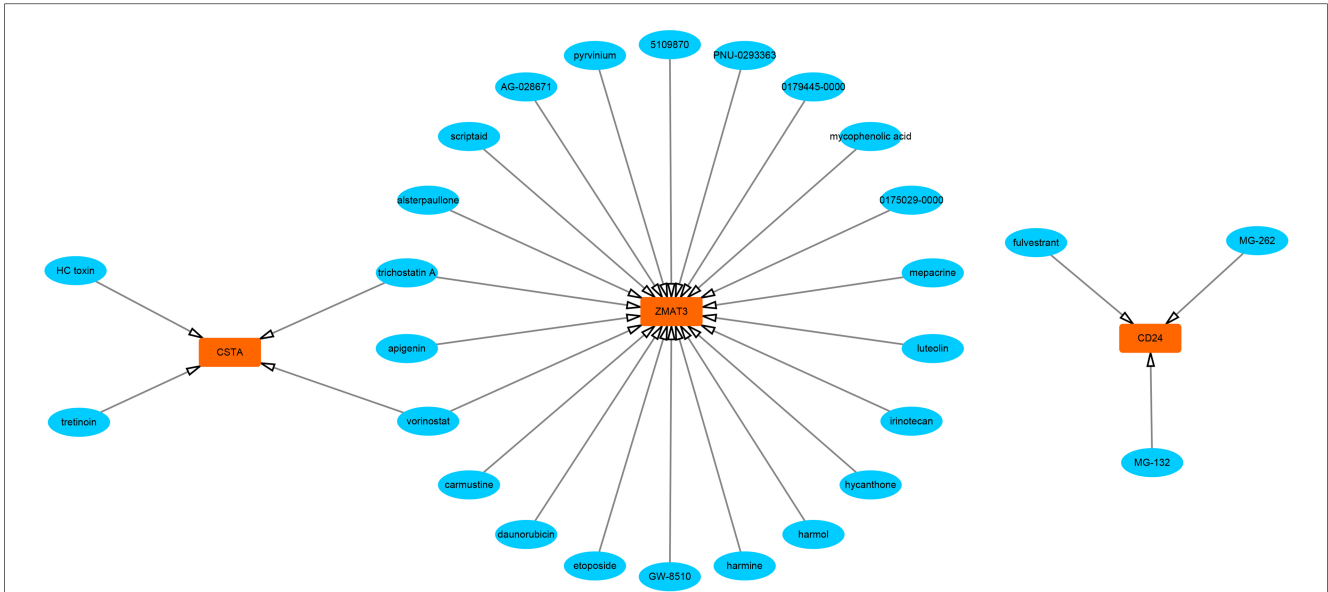 5109870
pyrvinium
PNU-0293363
AG-028671
0179445-0000
scriptaid
mycophenolic acid
alsterpaullone
0175029-0000
fulvestrant
MG-262
HC toxin
trichostatin A
mepacrine
ZMAT3
CD24
CSTA
apigenin
luteolin
tretinoin
vorinostat
irinotecan
MG-132
carmustine
hycanthone
daunorubicin
harmol
etoposide
harmine
GW-8510